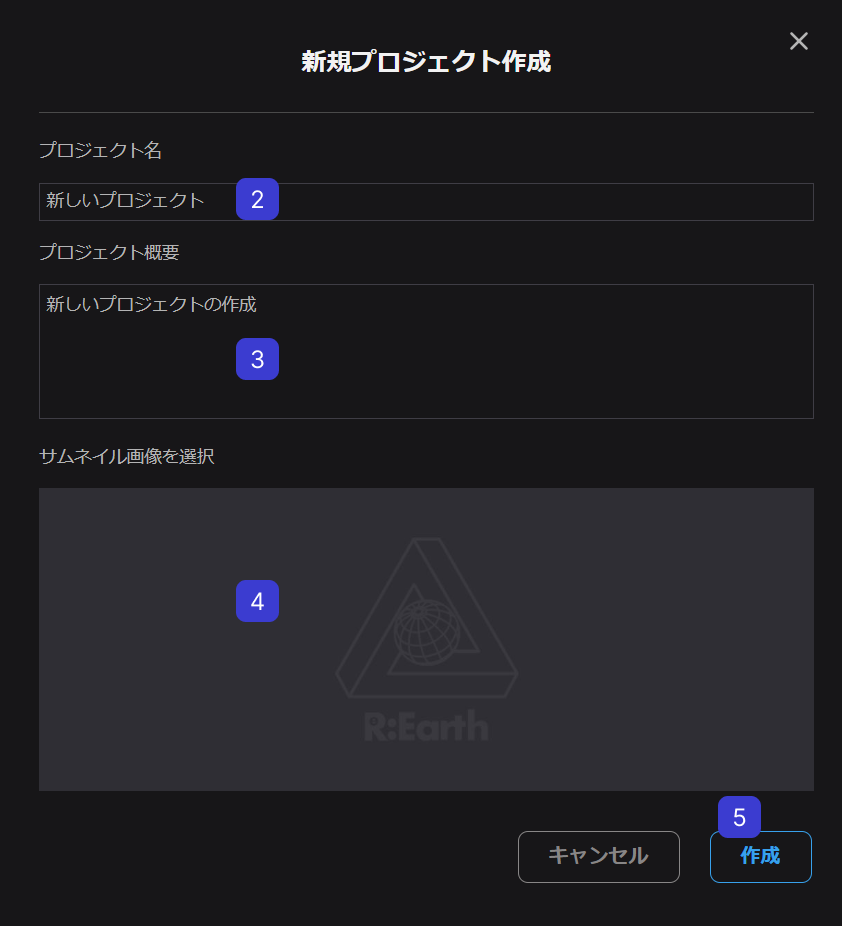 新規プロジェクト作成
プロジェクト名
新しいプロジェクト 2
プロジェクト概要
新しいプロジェクトの作成
3
サムネイル画像を選択
4
R:Earth
5
キャンセル 作成